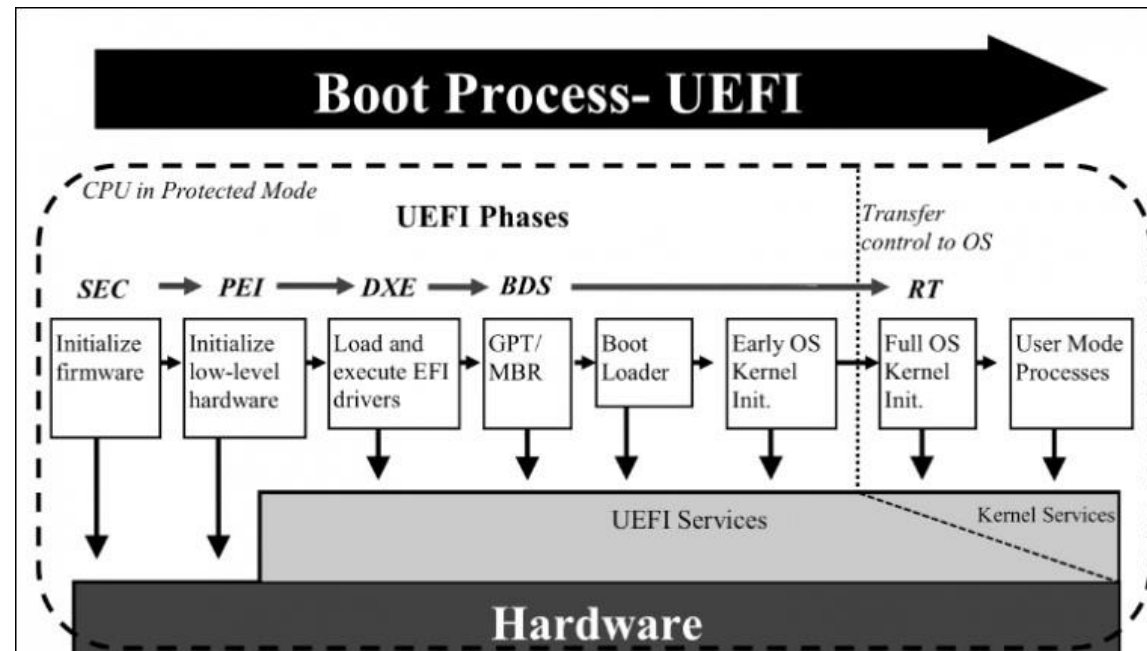 Boot Process- UEFI
CPU in Protected Mode
UEFI Phases
Transfer
control to OS
SEC
PEI
DXE
BDS
RT
Initialize
firmware
Initialize
low-level
hardware
Load and
execute EFI
drivers
GPT/
MBR
Boot
Loader
Early OS
Kernel
Init.
Full OS
Kernel
Init.
User Mode
Processes
UEFI Services
Kernel Services
Hardware